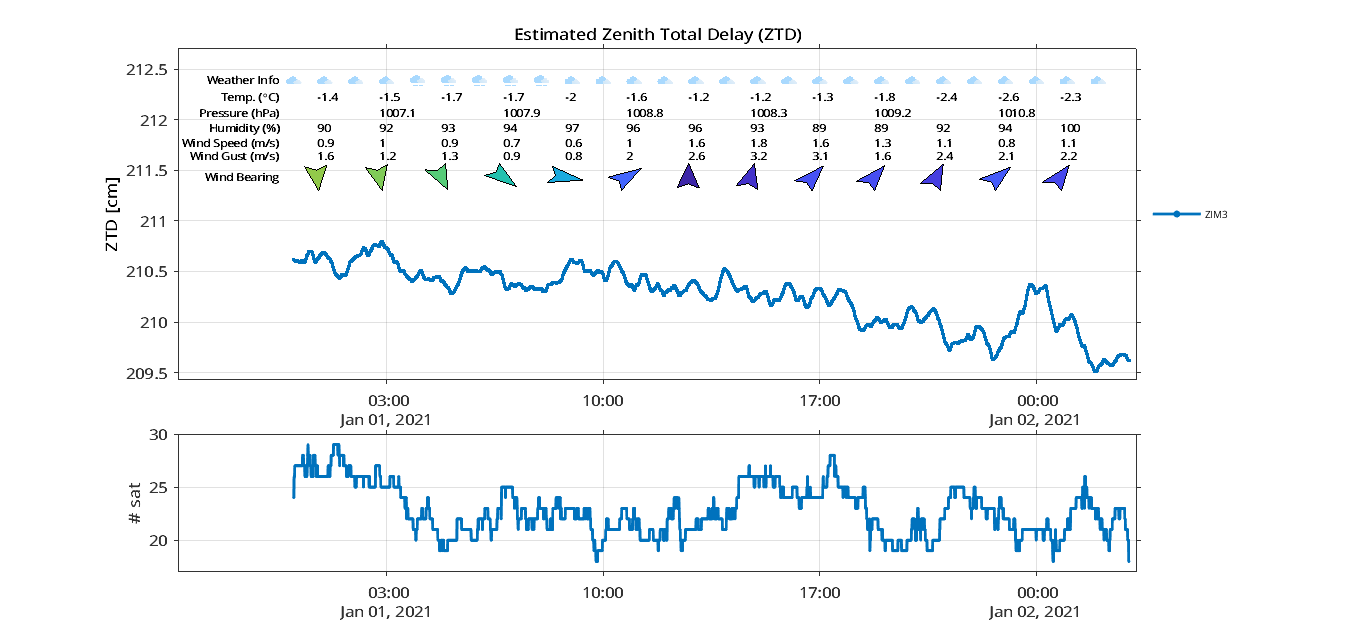 Estimated Zenith Total Delay (ZTD)
212.5
Weather Info
Temp. (°C) -1.4 -1.5 -1.7 -1.7 -2 -1.6 -1.2 -1.2 -1.3 -1.8 -2.4 -2.6 -2.3
Pressure (hPa) 1007.1 1007.9 1008.8 1008.3 1009.2 1010.8
212
Humidity (%) 90 92 93 94 97 96 96 93 89 89 92 94 100
Wind Speed (m/s) 0.9 1 0.9 0.7 0.6 1 1.6 1.8 1.6 1.3 1.1 0.8 1.1
Wind Gust (m/s) 1.6 1.2 1.3 0.9 0.8 2 2.6 3.2 3.1 1.6 2.4 2.1 2.2
211.5
Wind Bearing
ZTD [cm]
ZIM3
211
210.5
210
209.5
03:00 10:00 17:00 00:00
Jan 01, 2021 Jan 02, 2021
30
25
# sat
20
03:00 10:00 17:00 00:00
Jan 01, 2021 Jan 02, 2021